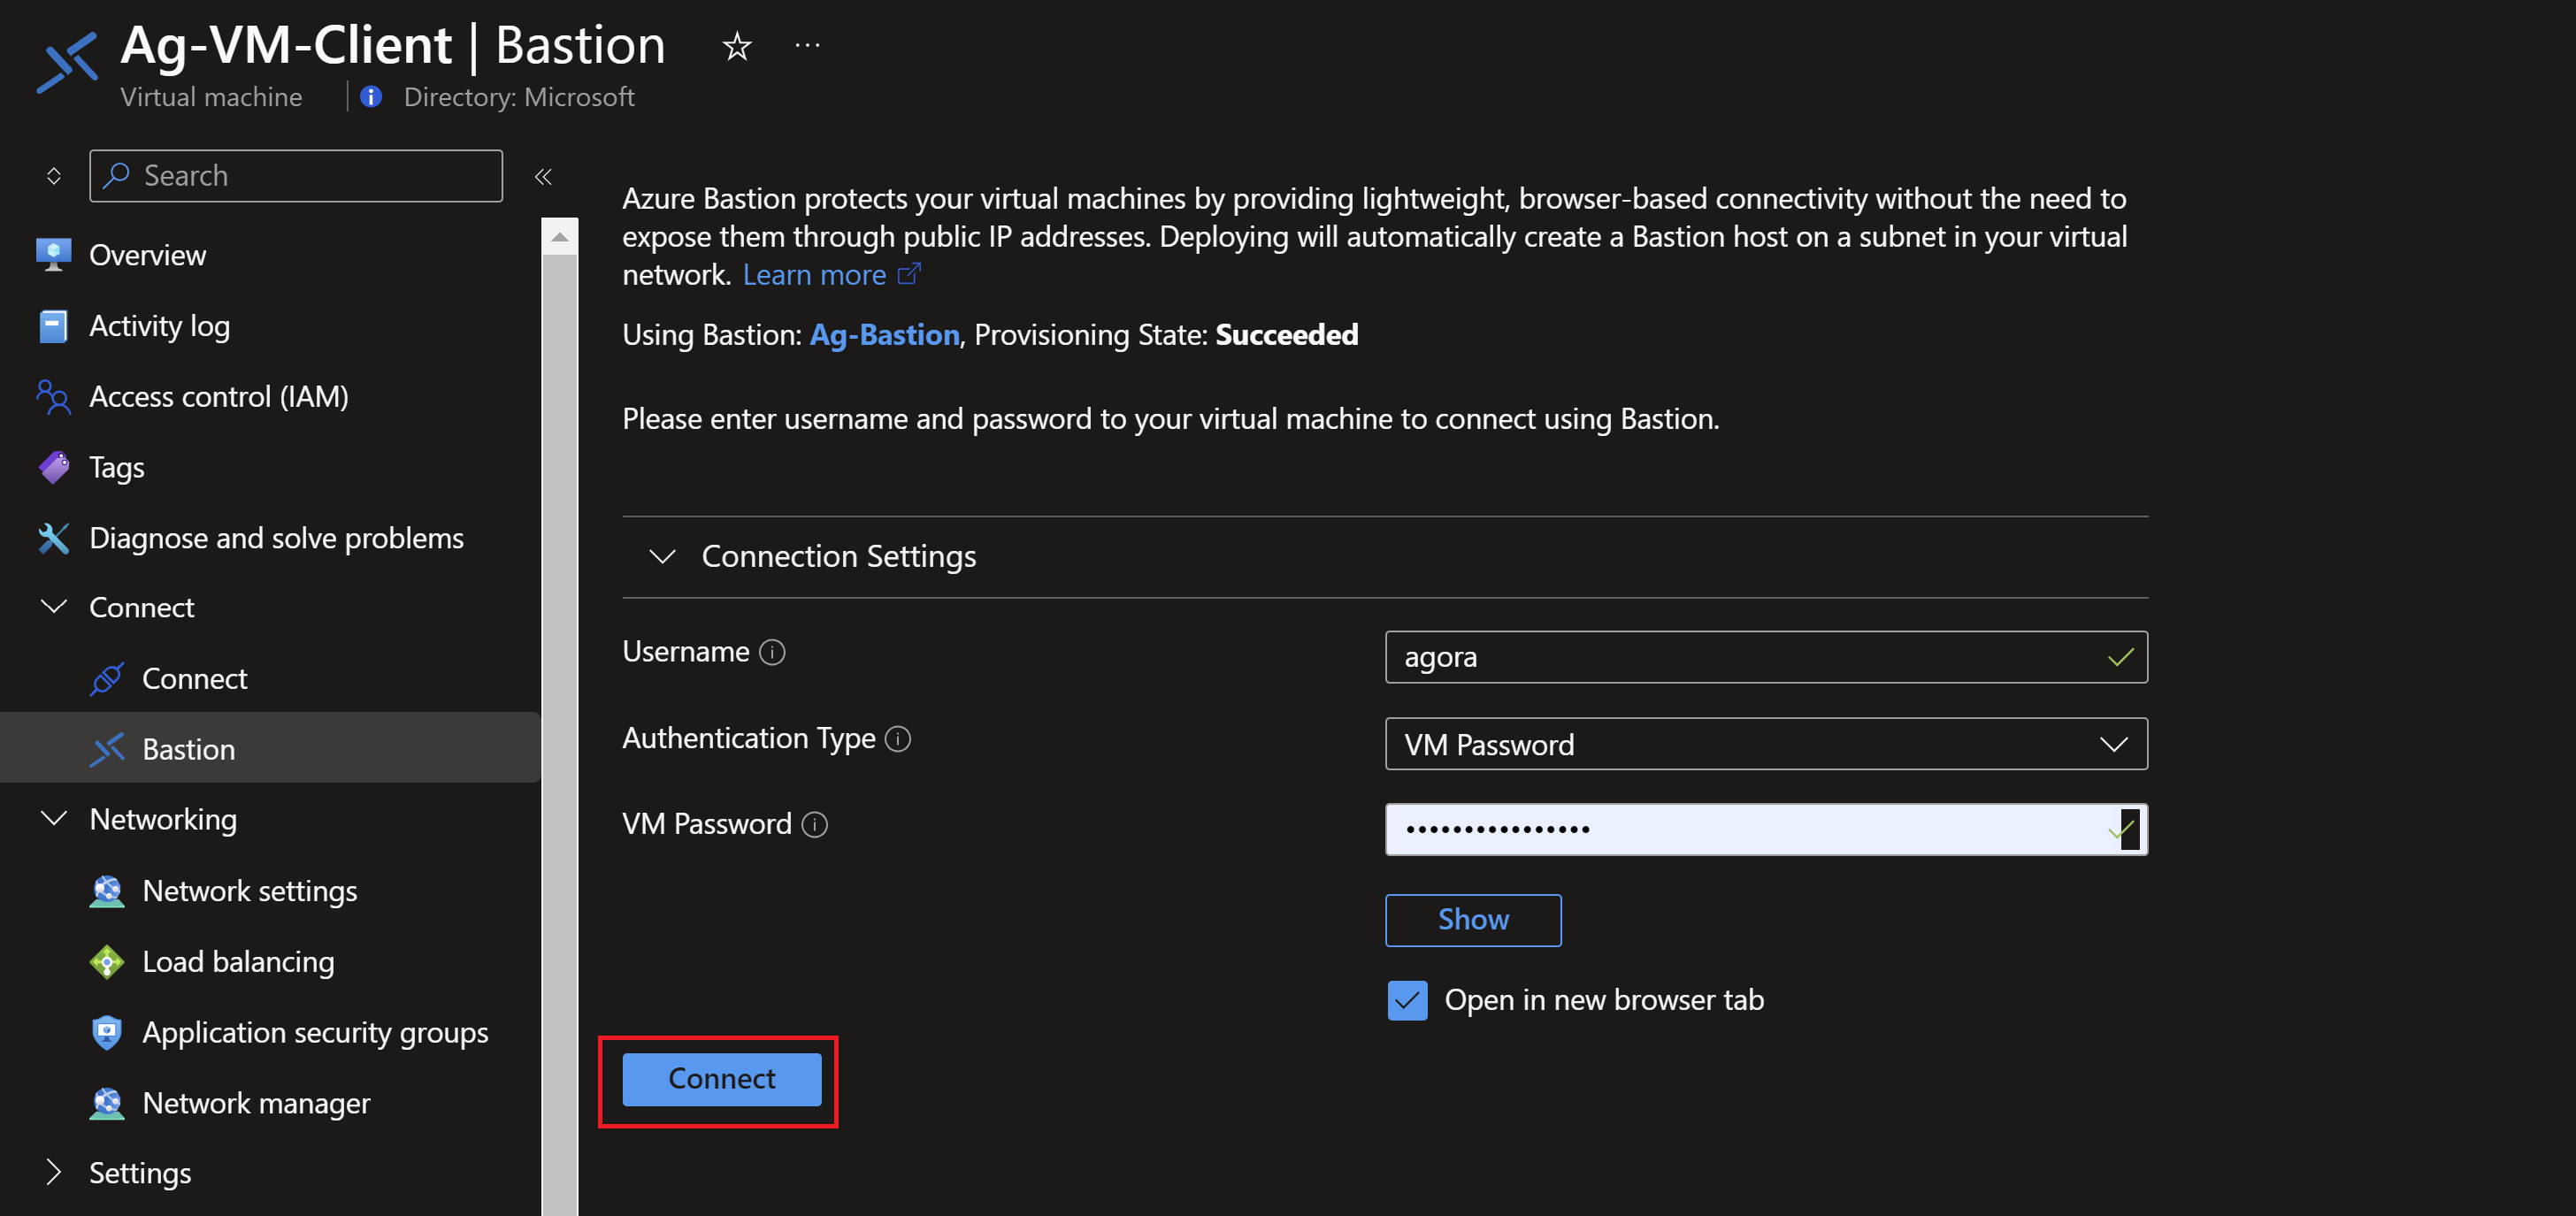 Ag-VM-Client | Bastion
Virtual machine
Directory: Microsoft
Search
Overview
Activity log
Access control (IAM)
Tags
Diagnose and solve problems
Connect
Connect
Bastion
Networking
Network settings
Load balancing
Application security groups
Network manager
Settings
Azure Bastion protects your virtual machines by providing lightweight, browser-based connectivity without the need to
expose them through public IP addresses. Deploying will automatically create a Bastion host on a subnet in your virtual
network. Learn more
Using Bastion: Ag-Bastion, Provisioning State: Succeeded
Please enter username and password to your virtual machine to connect using Bastion.
Connection Settings
Username
agora
Authentication Type
VM Password
VM Password
••••••••••••••••
Show
Open in new browser tab
Connect